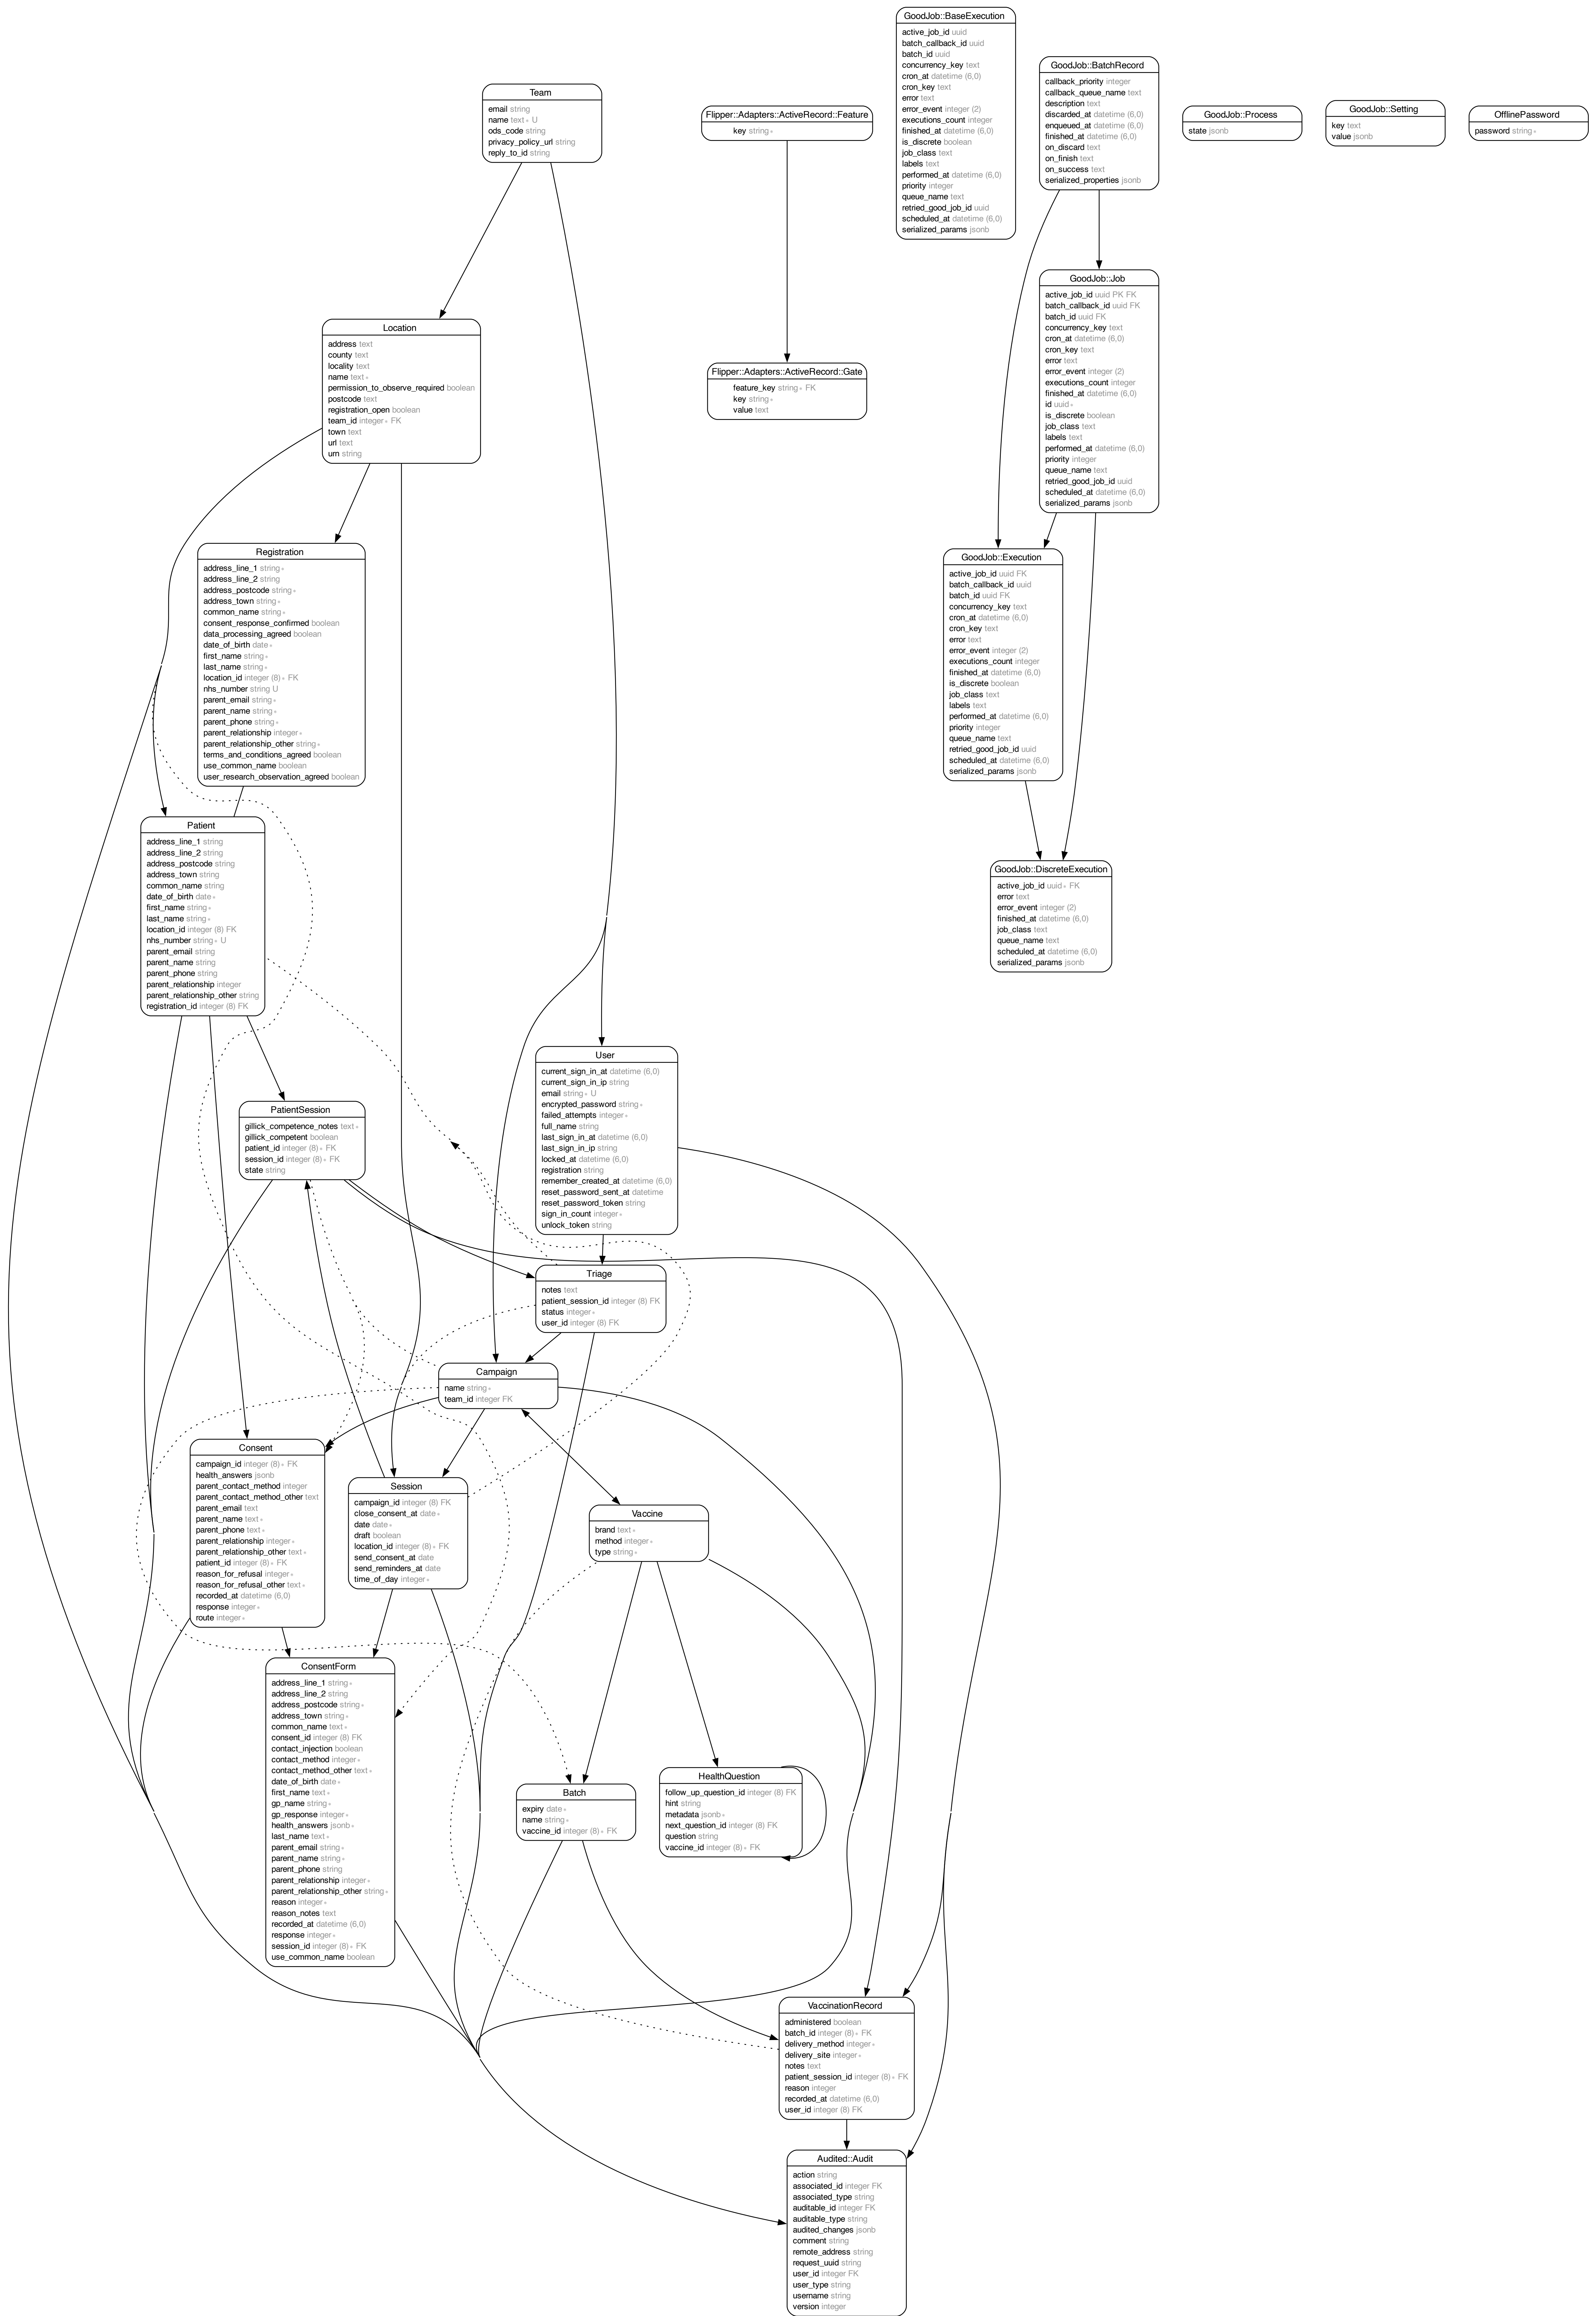 GoodJob::BaseExecution
active_job_id uuid
batch_callback_id uuid
batch_id uuid
concurrency_key text
cron_at datetime (6,0)
cron_key text
error text
error_event integer (2)
executions_count integer
finished_at datetime (6,0)
is_discrete boolean
job_class text
labels text
performed_at datetime (6,0)
priority integer
queue_name text
retried_good_job_id uuid
scheduled_at datetime (6,0)
serialized_params jsonb
GoodJob::BatchRecord
callback_priority integer
callback_queue_name text
description text
discarded_at datetime (6,0)
enqueued_at datetime (6,0)
finished_at datetime (6,0)
on_discard text
on_finish text
on_success text
serialized_properties jsonb
Team
email string
name text∗ U
ods_code string
privacy_policy_url string
reply_to_id string
Flipper::Adapters::ActiveRecord::Feature
key string∗
GoodJob::Process
state jsonb
GoodJob::Setting
key text
value jsonb
OfflinePassword
password string∗
GoodJob::Job
active_job_id uuid PK FK
batch_callback_id uuid FK
batch_id uuid FK
concurrency_key text
cron_at datetime (6,0)
cron_key text
error text
error_event integer (2)
executions_count integer
finished_at datetime (6,0)
id uuid∗
is_discrete boolean
job_class text
labels text
performed_at datetime (6,0)
priority integer
queue_name text
retried_good_job_id uuid
scheduled_at datetime (6,0)
serialized_params jsonb
Location
address text
county text
locality text
name text∗
permission_to_observe_required boolean
postcode text
registration_open boolean
team_id integer∗ FK
town text
url text
urn string
Flipper::Adapters::ActiveRecord::Gate
feature_key string∗ FK
key string∗
value text
Registration
address_line_1 string∗
address_line_2 string
address_postcode string∗
address_town string∗
common_name string∗
consent_response_confirmed boolean
data_processing_agreed boolean
date_of_birth date∗
first_name string∗
last_name string∗
location_id integer (8)∗ FK
nhs_number string U
parent_email string∗
parent_name string∗
parent_phone string∗
parent_relationship integer∗
parent_relationship_other string∗
terms_and_conditions_agreed boolean
use_common_name boolean
user_research_observation_agreed boolean
GoodJob::Execution
active_job_id uuid FK
batch_callback_id uuid
batch_id uuid FK
concurrency_key text
cron_at datetime (6,0)
cron_key text
error text
error_event integer (2)
executions_count integer
finished_at datetime (6,0)
is_discrete boolean
job_class text
labels text
performed_at datetime (6,0)
priority integer
queue_name text
retried_good_job_id uuid
scheduled_at datetime (6,0)
serialized_params jsonb
Patient
address_line_1 string
address_line_2 string
address_postcode string
address_town string
common_name string
date_of_birth date∗
first_name string∗
last_name string∗
location_id integer (8) FK
nhs_number string∗ U
parent_email string
parent_name string
parent_phone string
parent_relationship integer
parent_relationship_other string
registration_id integer (8) FK
GoodJob::DiscreteExecution
active_job_id uuid∗ FK
error text
error_event integer (2)
finished_at datetime (6,0)
job_class text
queue_name text
scheduled_at datetime (6,0)
serialized_params jsonb
User
current_sign_in_at datetime (6,0)
current_sign_in_ip string
email string∗ U
encrypted_password string∗
failed_attempts integer∗
full_name string
last_sign_in_at datetime (6,0)
last_sign_in_ip string
locked_at datetime (6,0)
registration string
remember_created_at datetime (6,0)
reset_password_sent_at datetime
reset_password_token string
sign_in_count integer∗
unlock_token string
PatientSession
gillick_competence_notes text∗
gillick_competent boolean
patient_id integer (8)∗ FK
session_id integer (8)∗ FK
state string
Triage
notes text
patient_session_id integer (8) FK
status integer∗
user_id integer (8) FK
Campaign
name string∗
team_id integer FK
Consent
campaign_id integer (8)∗ FK
health_answers jsonb
parent_contact_method integer
parent_contact_method_other text
parent_email text
parent_name text∗
parent_phone text∗
parent_relationship integer∗
parent_relationship_other text∗
patient_id integer (8)∗ FK
reason_for_refusal integer∗
reason_for_refusal_other text∗
recorded_at datetime (6,0)
response integer∗
route integer∗
Session
campaign_id integer (8) FK
close_consent_at date∗
date date∗
draft boolean
location_id integer (8)∗ FK
send_consent_at date
send_reminders_at date
time_of_day integer∗
Vaccine
brand text∗
method integer∗
type string∗
ConsentForm
address_line_1 string∗
address_line_2 string
address_postcode string∗
address_town string∗
common_name text∗
consent_id integer (8) FK
contact_injection boolean
contact_method integer∗
contact_method_other text∗
date_of_birth date∗
first_name text∗
gp_name string∗
gp_response integer∗
health_answers jsonb∗
last_name text∗
parent_email string∗
parent_name string∗
parent_phone string
parent_relationship integer∗
parent_relationship_other string∗
reason integer∗
reason_notes text
recorded_at datetime (6,0)
response integer∗
session_id integer (8)∗ FK
use_common_name boolean
Batch
expiry date∗
name string∗
vaccine_id integer (8)∗ FK
HealthQuestion
follow_up_question_id integer (8) FK
hint string
metadata jsonb∗
next_question_id integer (8) FK
question string
vaccine_id integer (8)∗ FK
VaccinationRecord
administered boolean
batch_id integer (8)∗ FK
delivery_method integer∗
delivery_site integer∗
notes text
patient_session_id integer (8)∗ FK
reason integer
recorded_at datetime (6,0)
user_id integer (8) FK
Audited::Audit
action string
associated_id integer FK
associated_type string
auditable_id integer FK
auditable_type string
audited_changes jsonb
comment string
remote_address string
request_uuid string
user_id integer FK
user_type string
username string
version integer